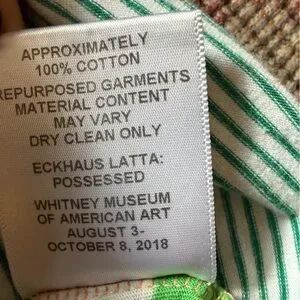 APPROXIMATELY
100% COTTON
REPURPOSED GARMENTS
MATERIAL CONTENT
MAY VARY
DRY CLEAN ONLY
ECKHAUS LATTA:
POSSESSED
WHITNEY MUSEUM
OF AMERICAN ART
AUGUST 3-
OCTOBER 8, 2018